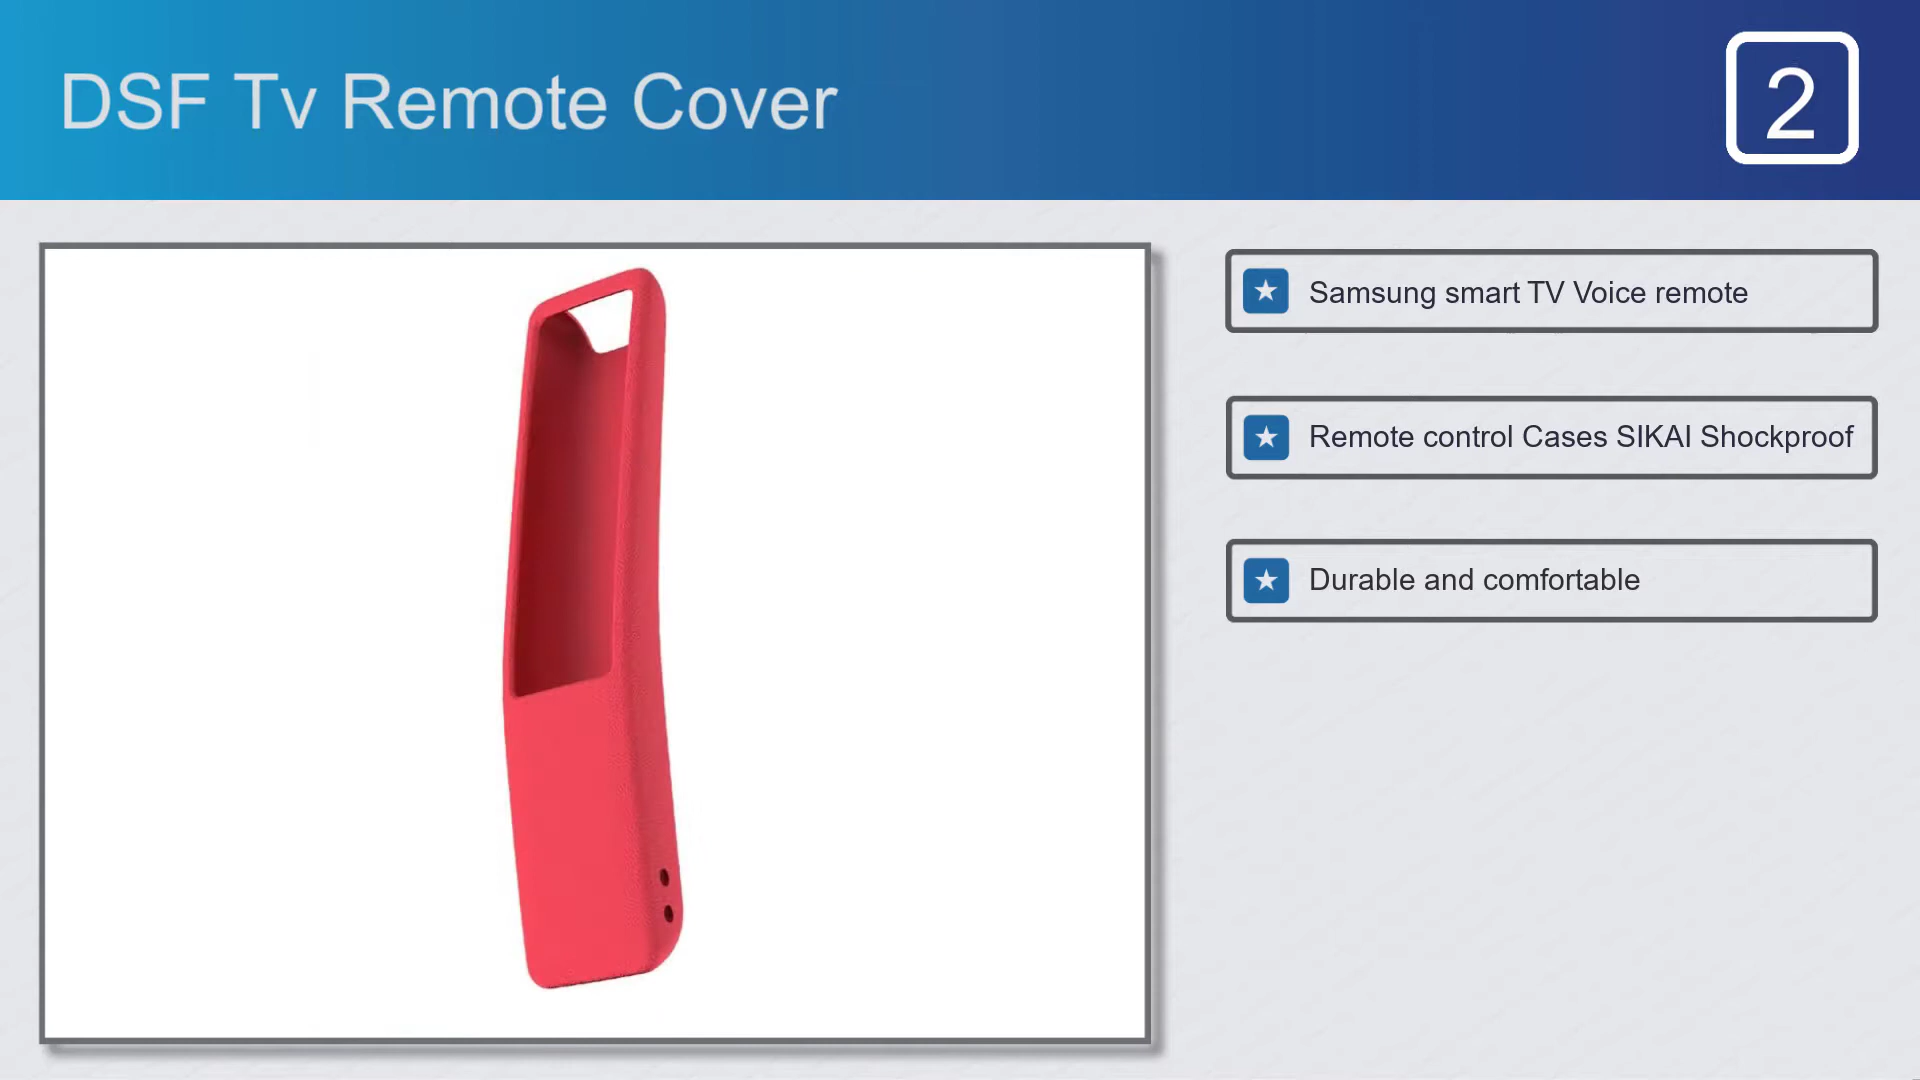 DSF Tv Remote Cover
2
Samsung smart TV Voice remote
Remote control Cases SIKAI Shockproof
Durable and comfortable